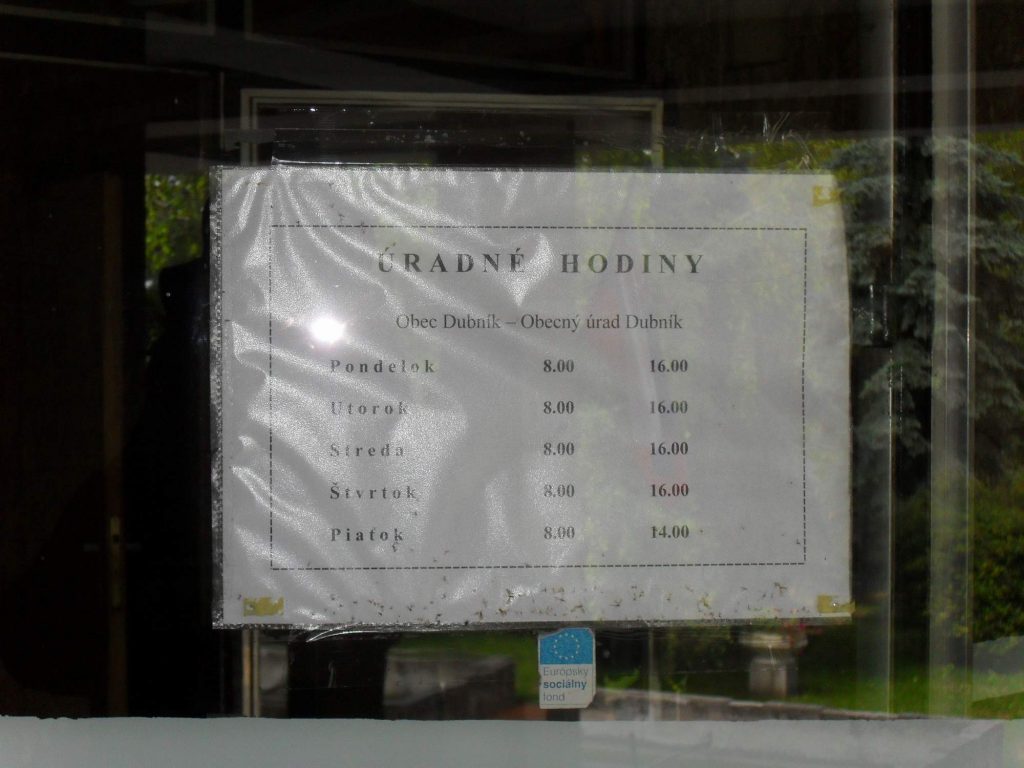 ÚRADNÉ HODINY
Obec Dubník – Obecný úrad Dubník
Pondelok 8.00 16.00
Utorok 8.00 16.00
Streda 8.00 16.00
Štvrtok 8.00 16.00
Piatok 8.00 14.00
Európsky
sociálny
fond